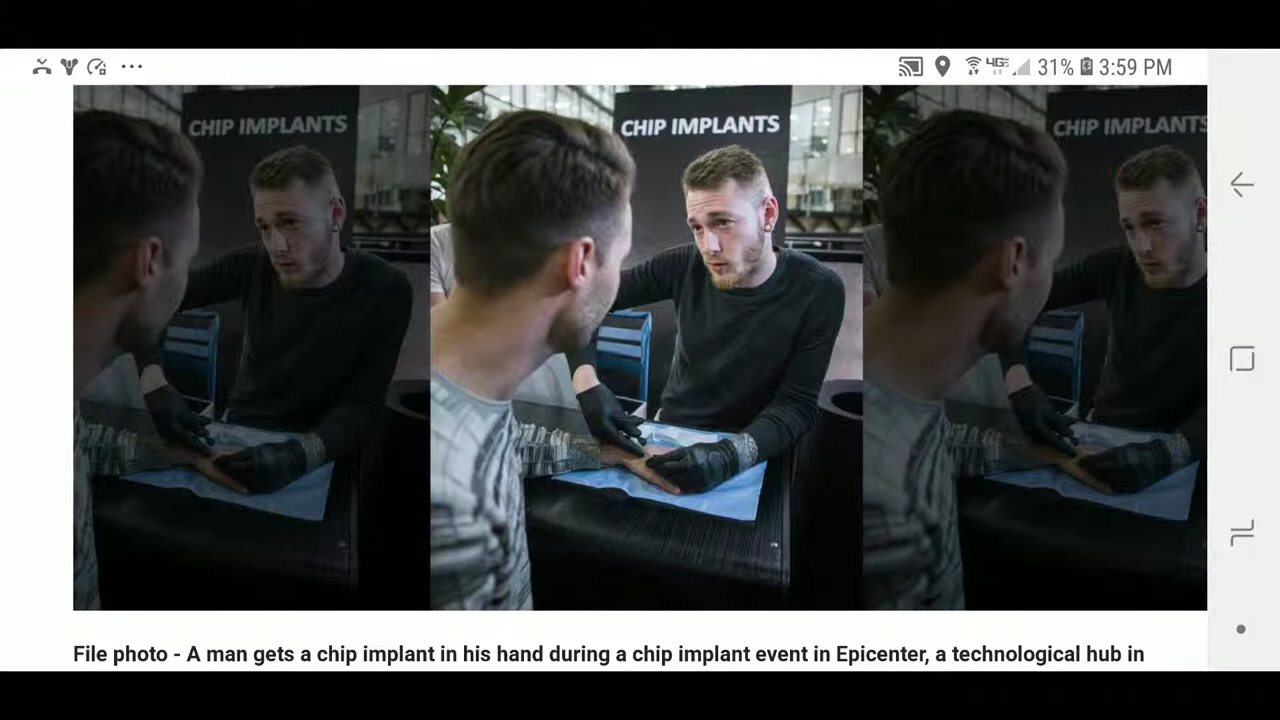 4GE 31% 3:59 PM
CHIP IMPLANTS CHIP IMPLANTS CHIP IMPLANTS
File photo - A man gets a chip implant in his hand during a chip implant event in Epicenter, a technological hub in